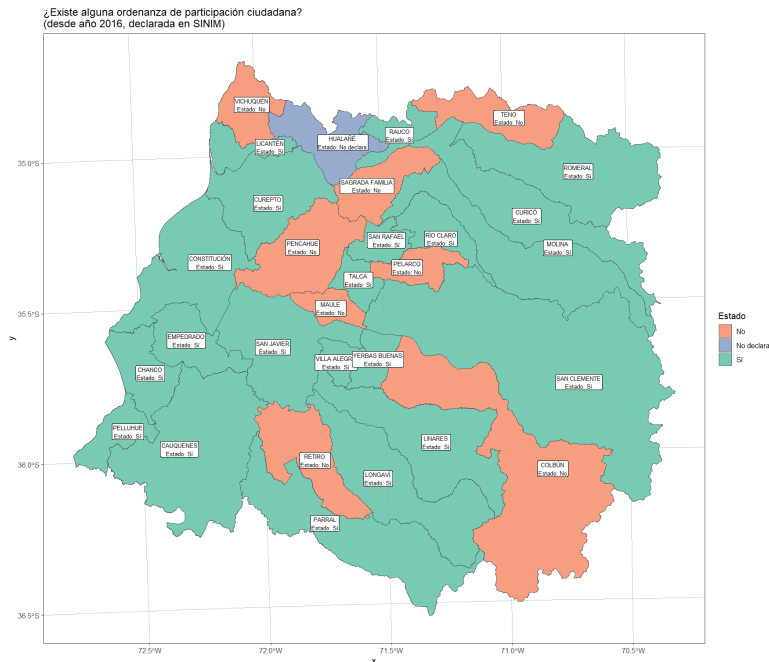 ¿Existe alguna ordenanza de participación ciudadana?
(desde año 2016, declarada en SINIM)
VICHUQUÉN
Estado: No
TENO
Estado: No
HUALAÑÉ
Estado: No declara
RAUCO
Estado: Sí
LICANTÉN
Estado: Sí
ROMERAL
Estado: Sí
SAGRADA FAMILIA
Estado: No
CUREPTO
Estado: Sí
CURICÓ
Estado: Sí
SAN RAFAEL
Estado: Sí
RÍO CLARO
Estado: Sí
PENCAHUE
Estado: No
MOLINA
Estado: Sí
CONSTITUCIÓN
Estado: Sí
PELARCO
Estado: No
TALCA
Estado: Sí
MAULE
Estado: No
EMPEDRADO
Estado: Sí
SAN JAVIER
Estado: Sí
VILLA ALEGR
Estado: Sí
YERBAS BUENAS
Estado: Sí
CHANCO
Estado: Sí
SAN CLEMENTE
Estado: Sí
PELLUHUE
Estado: Sí
CAUQUENES
Estado: Sí
LINARES
Estado: Sí
RETIRO
Estado: No
COLBÚN
Estado: No
LONGAVÍ
Estado: Sí
PARRAL
Estado: Sí
35.0°S
35.5°S
36.0°S
36.5°S
y
72.5°W
72.0°W
71.5°W
71.0°W
70.5°W
x
Estado
No
No declara
Sí